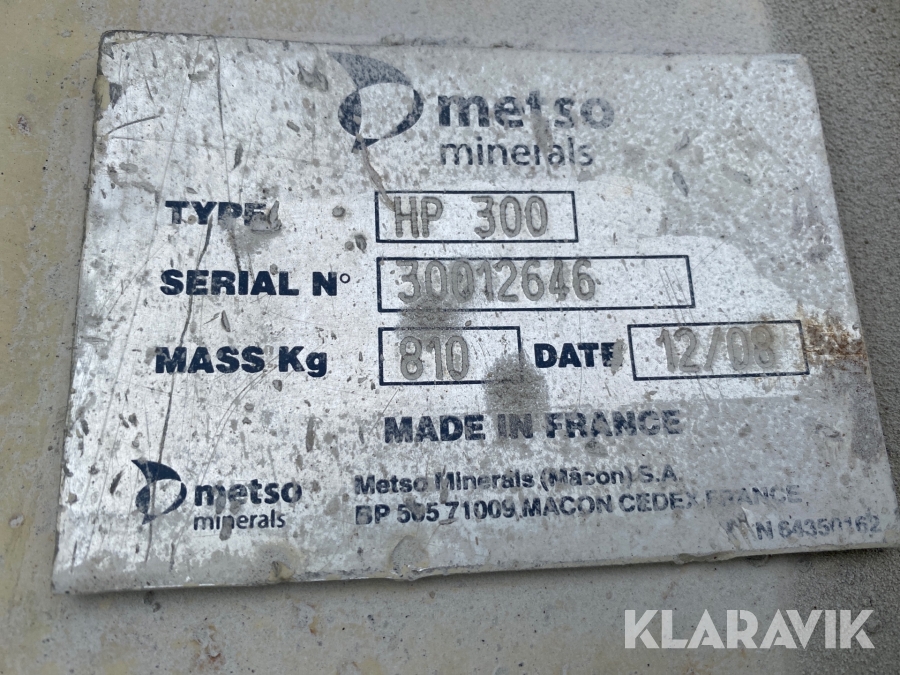 metso
minerals
TYPE HP 300
SERIAL N° 30012646
MASS Kg 810 DATE 12/08
MADE IN FRANCE
metso
minerals
Metso Minerals (Mâcon) S.A.
BP 505 71009 MACON CEDEX FRANCE
N 64350162
KLARAVIK